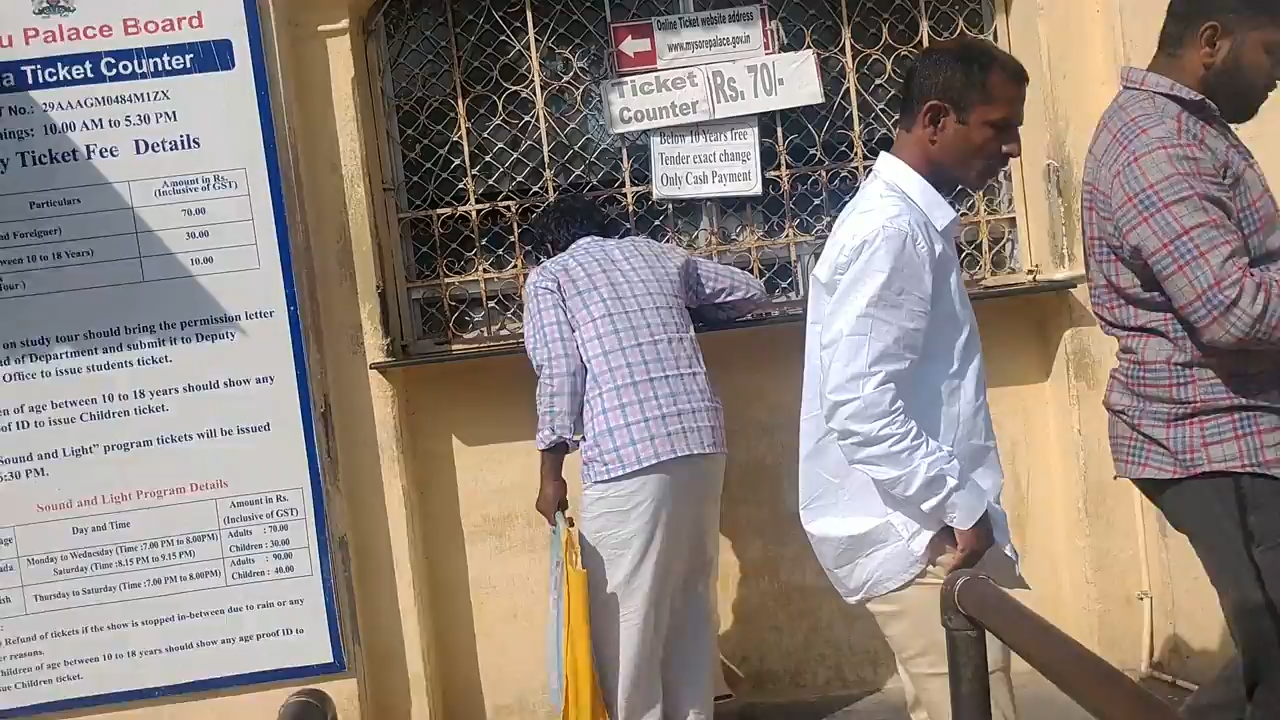 u Palace Board
a Ticket Counter
T No.: 29AAAGM0484M1ZX
nings: 10.00 AM to 5.30 PM
y Ticket Fee Details
Particulars
Amount in Rs.
(Inclusive of GST)
nd Foreigner)
70.00
ween 10 to 18 Years)
30.00
Tour)
10.00
on study tour should bring the permission letter
d of Department and submit it to Deputy
Office to issue students ticket.
en of age between 10 to 18 years should show any
of ID to issue Children ticket.
Sound and Light" program tickets will be issued
5:30 PM.
Sound and Light Program Details
age
Day and Time
Amount in Rs.
(Inclusive of GST)
ada
Monday to Wednesday (Time :7.00 PM to 8.00PM)
Saturday (Time :8.15 PM to 9.15 PM)
Adults : 70.00
Children : 30.00
ish
Thursday to Saturday (Time :7.00 PM to 8.00PM)
Adults : 90.00
Children : 40.00
:
Refund of tickets if the show is stopped in-between due to rain or any
er reasons.
Children of age between 10 to 18 years should show any age proof ID to
sue Children ticket.
Online Ticket website address
www.mysorepalace.gov.in
Ticket
Counter
Rs. 70/-
Below 10 Years free
Tender exact change
Only Cash Payment